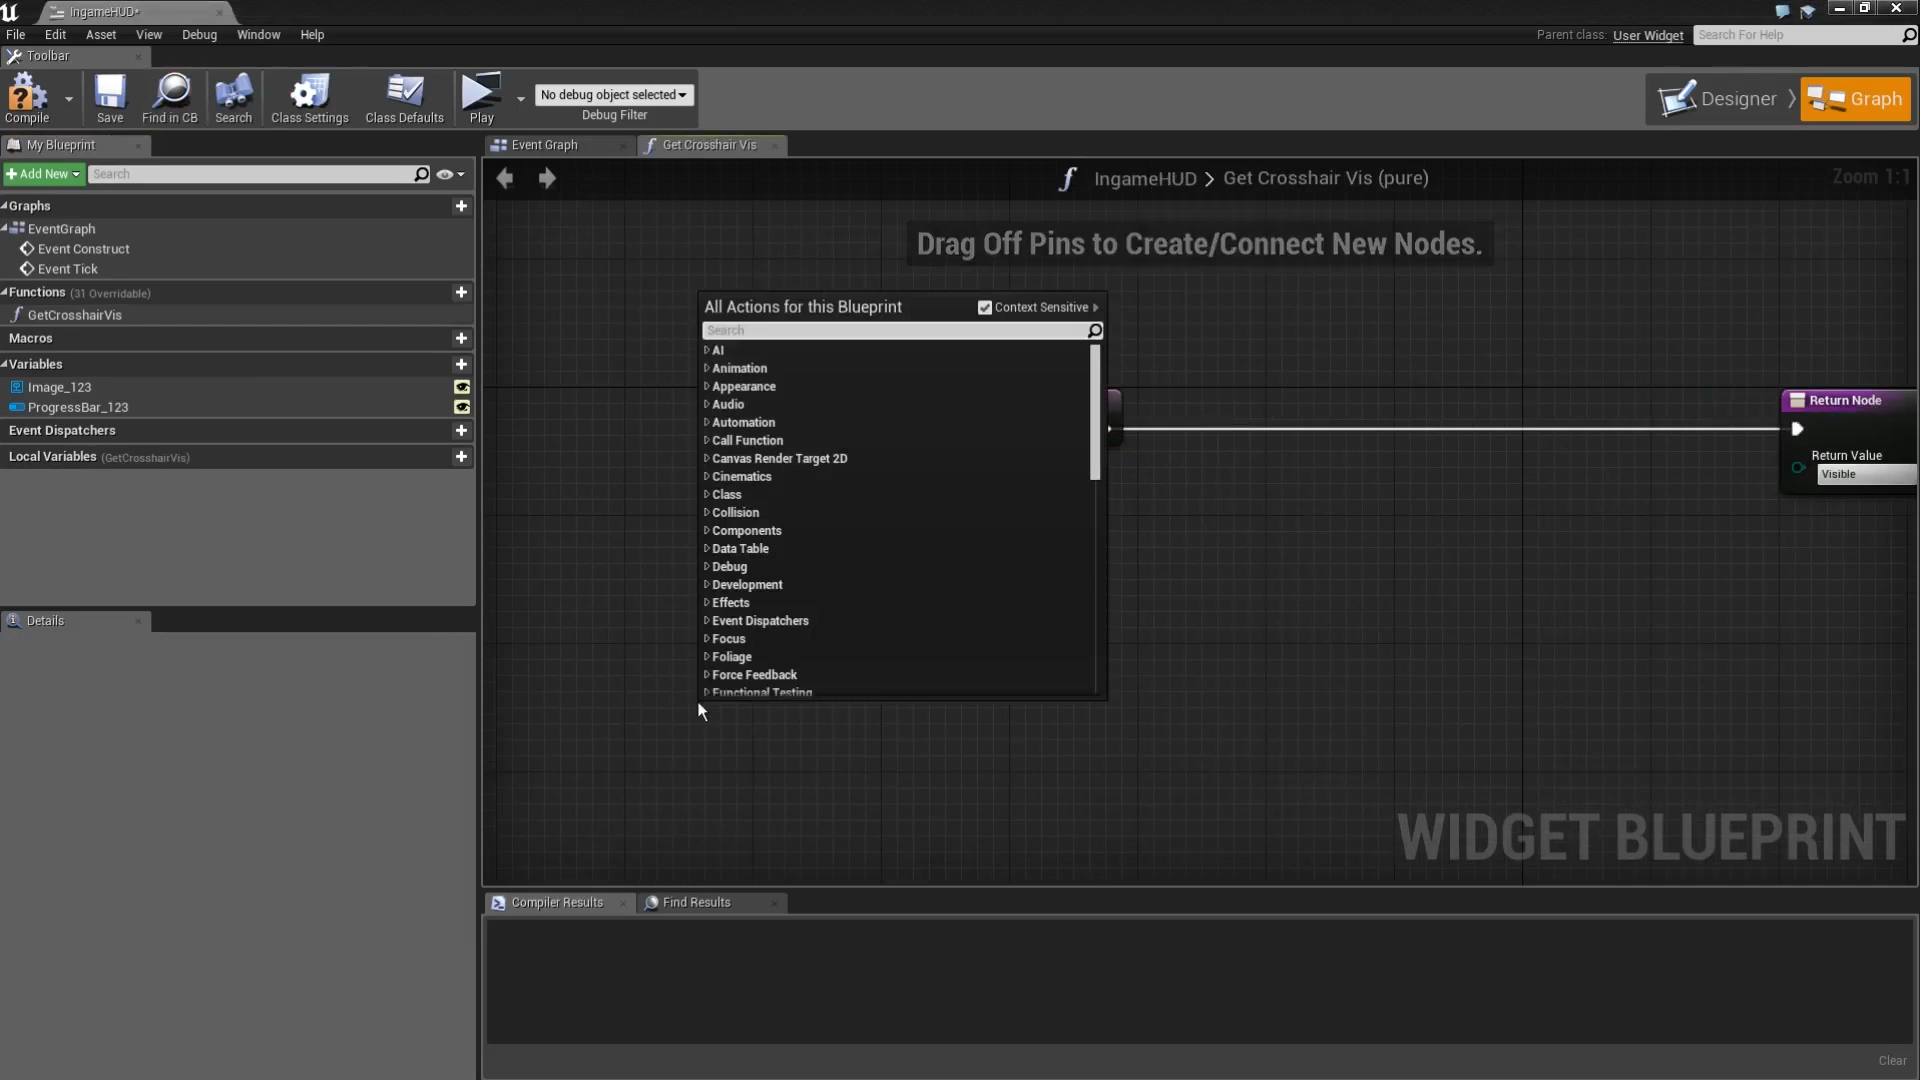 IngameHUD*
File Edit Asset View Debug Window Help
Parent class: User Widget Search For Help
Toolbar
Compile Save Find in CB Search Class Settings Class Defaults Play
No debug object selected
Debug Filter
Designer Graph
My Blueprint
Event Graph Get Crosshair Vis
Add New Search
IngameHUD > Get Crosshair Vis (pure)
Zoom 1:1
Graphs
EventGraph
Event Construct
Event Tick
Functions (31 Overridable)
GetCrosshairVis
Macros
Variables
Image_123
ProgressBar_123
Event Dispatchers
Local Variables (GetCrosshairVis)
Details
Drag Off Pins to Create/Connect New Nodes.
All Actions for this Blueprint Context Sensitive
Search
AI
Animation
Appearance
Audio
Automation
Call Function
Canvas Render Target 2D
Cinematics
Class
Collision
Components
Data Table
Debug
Development
Effects
Event Dispatchers
Focus
Foliage
Force Feedback
Functional Testing
Return Node
Return Value
Visible
WIDGET BLUEPRINT
Compiler Results Find Results
Clear